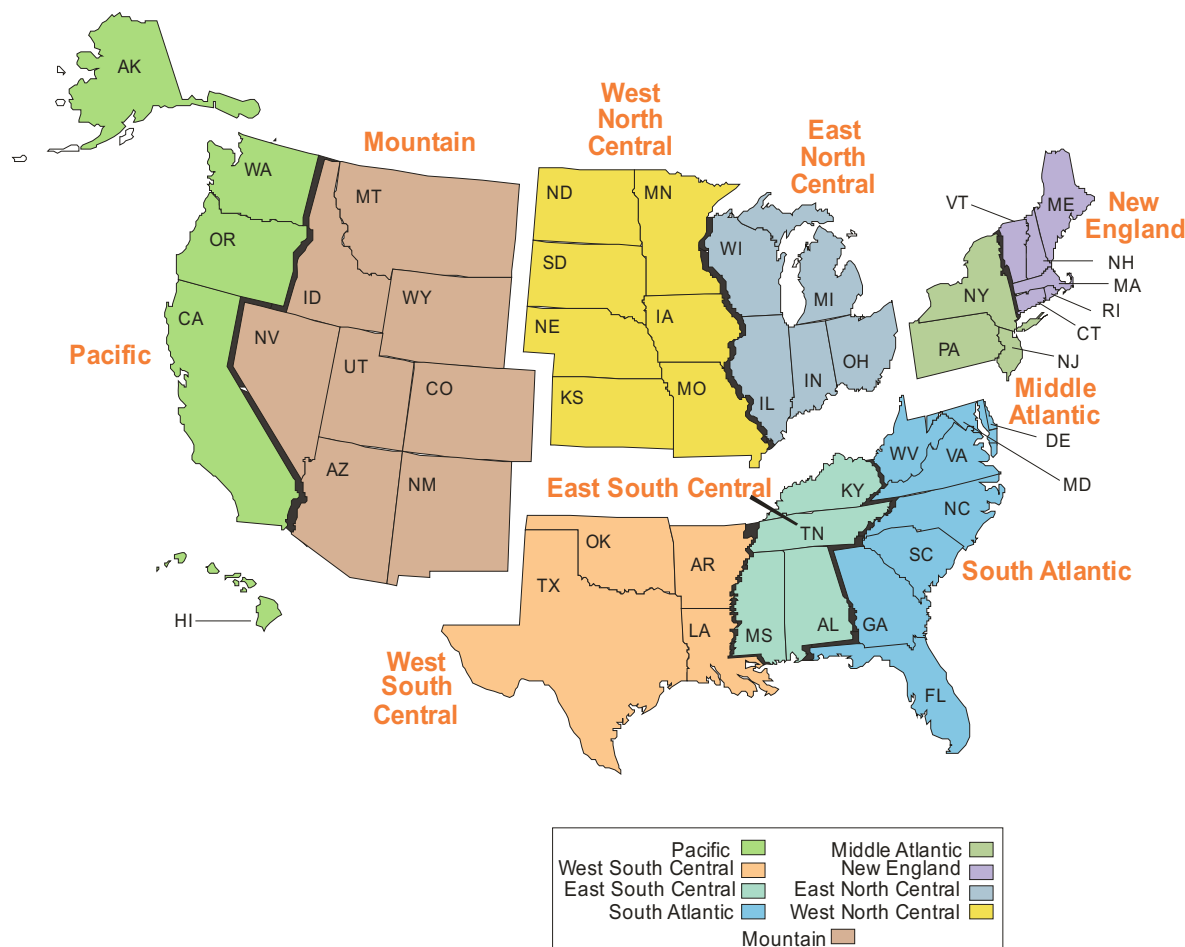 AK
West
North
Central
East
North
Central
Mountain
WA
MT
ND
MN
VT
ME
New
England
OR
WI
SD
NH
ID
WY
MI
MA
NY
RI
CA
NE
IA
CT
NV
Pacific
UT
PA
NJ
OH
CO
KS
MO
IN
IL
Middle
Atlantic
DE
WV
VA
AZ
NM
East South Central
KY
MD
NC
TN
OK
AR
SC
South Atlantic
TX
HI
LA
MS
AL
GA
West
South
Central
FL
Pacific
Middle Atlantic
West South Central
New England
East South Central
East North Central
South Atlantic
West North Central
Mountain